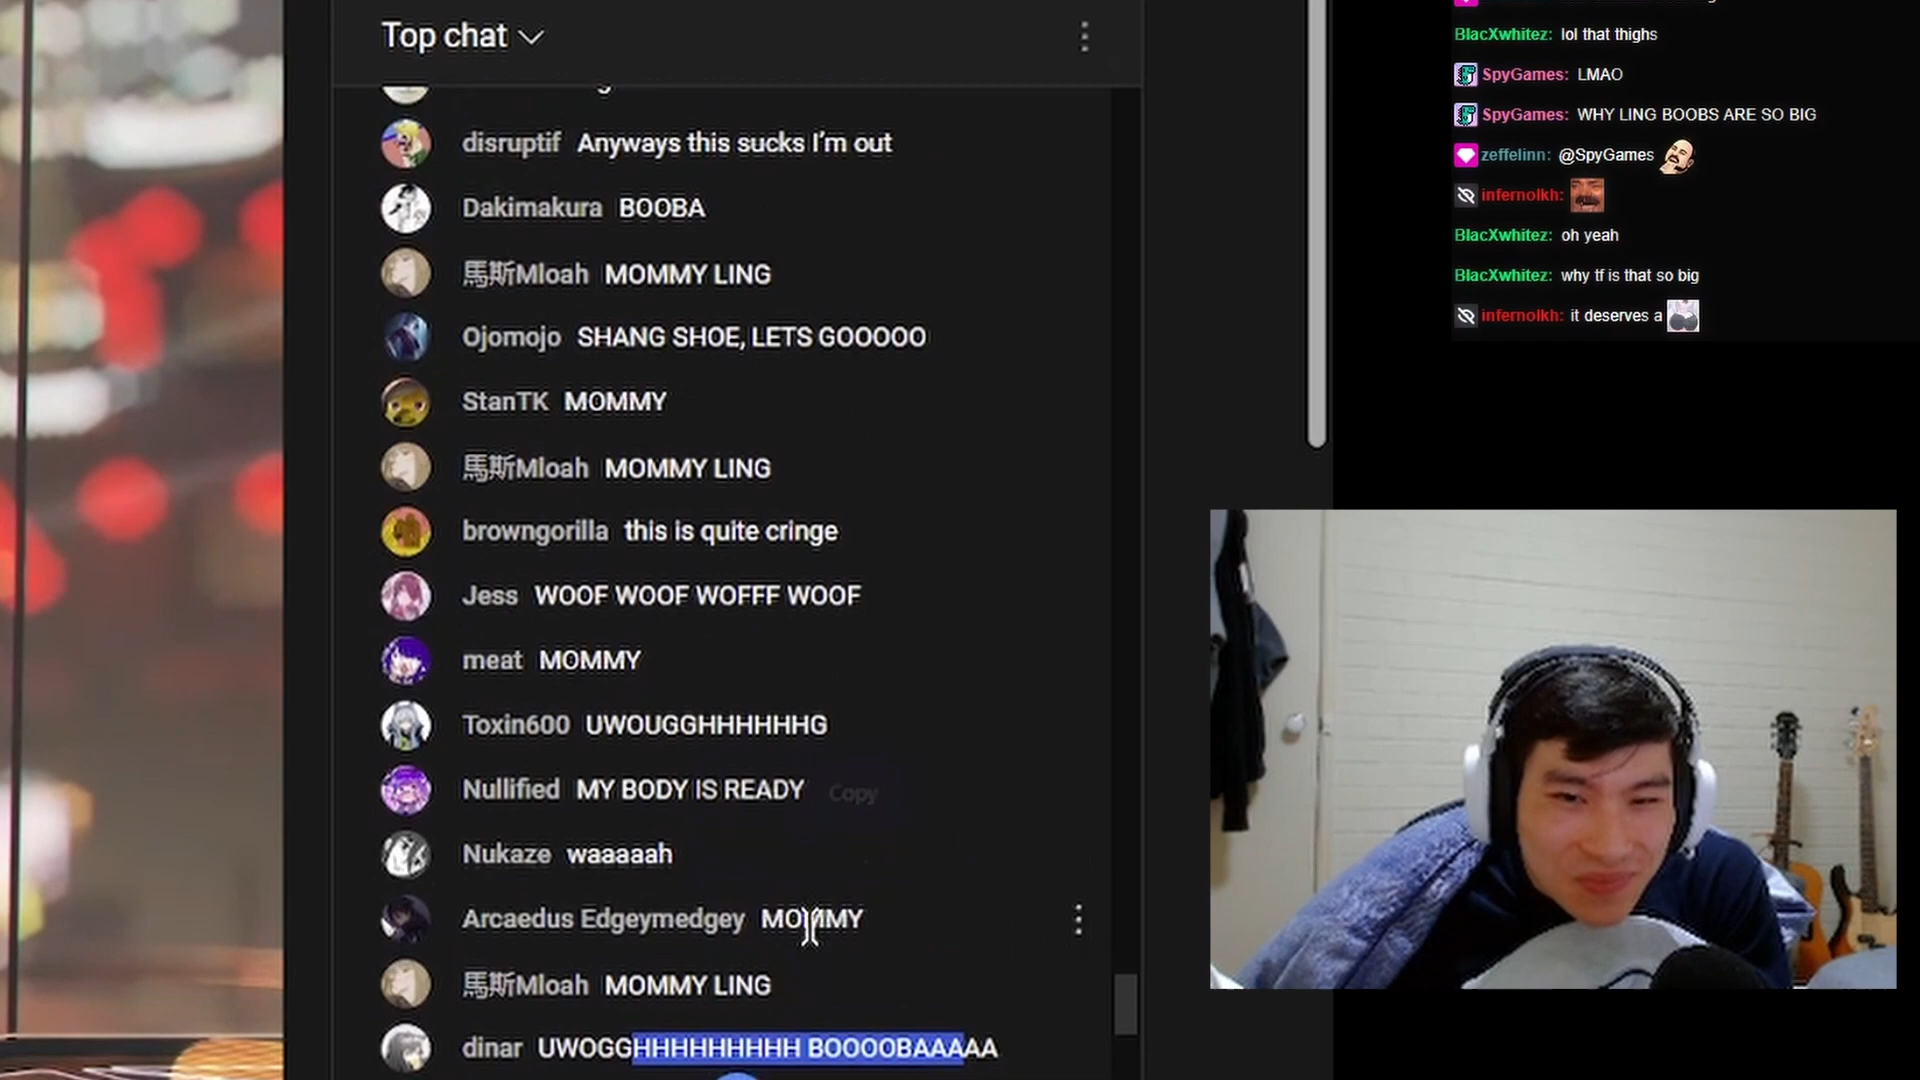 Top chat
disruptif Anyways this sucks I'm out
Dakimakura BOOBA
馬斯Mloah MOMMY LING
Ojomojo SHANG SHOE, LETS GOOOOO
StanTK MOMMY
馬斯Mloah MOMMY LING
browngorilla this is quite cringe
Jess WOOF WOOF WOFFF WOOF
meat MOMMY
Toxin600 UWOUGGHHHHHHG
Nullified MY BODY IS READY Copy
Nukaze waaaaah
Arcaedus Edgeymedgey MOMMY
馬斯Mloah MOMMY LING
dinar UWOGGHHHHHHHHHH BOOOOBAAAAA
BlacXwhitez: lol that thighs
SpyGames: LMAO
SpyGames: WHY LING BOOBS ARE SO BIG
zeffelinn: @SpyGames
infernolkh:
BlacXwhitez: oh yeah
BlacXwhitez: why tf is that so big
infernolkh: it deserves a